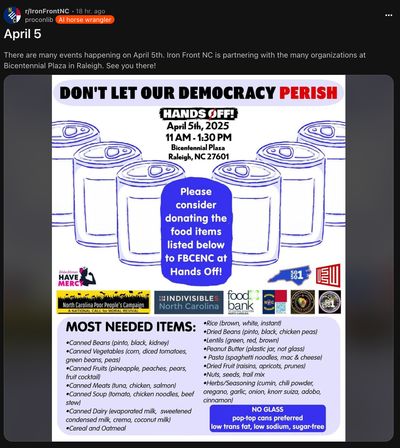 r/IronFrontNC • 18 hr. ago
proconlib AI horse wrangler
April 5
There are many events happening on April 5th. Iron Front NC is partnering with the many organizations at
Bicentennial Plaza in Raleigh. See you there!
DON'T LET OUR DEMOCRACY PERISH
HANDS OFF!
April 5th, 2025
11 AM - 1:30 PM
Bicentennial Plaza
Raleigh, NC 27601
Please
consider
donating the
food items
listed below
to FBCENC at
Hands Off!
HAVE
MERCY
North Carolina Poor People's Campaign
A NATIONAL CALL for MORAL REVIVAL
INDIVISIBLE
North Carolina
food
bank
MOST NEEDED ITEMS:
•Canned Beans (pinto, black, kidney)
•Canned Vegetables (corn, diced tomatoes,
green beans, peas)
•Canned Fruits (pineapple, peaches, pears,
fruit cocktail)
•Canned Meats (tuna, chicken, salmon)
•Canned Soup (tomato, chicken noodles, beef
stew)
•Canned Dairy (evaporated milk, sweetened
condensed milk, crema, coconut milk)
•Cereal and Oatmeal
•Rice (brown, white, instant)
•Dried Beans (pinto, black, chicken peas)
•Lentils (green, red, brown)
•Peanut Butter (plastic jar, not glass)
• Pasta (spaghetti noodles, mac & cheese)
•Dried Fruit (raisins, apricots, prunes)
•Nuts, seeds, trail mix
•Herbs/Seasoning (cumin, chili powder,
oregano, garlic, onion, knorr suiza, adobo,
cinnamon)
NO GLASS
pop-top cans preferred
low trans fat, low sodium, sugar-free